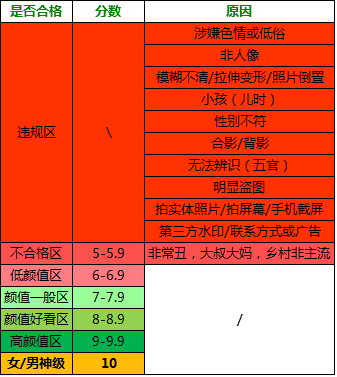 是否合格 分数 原因
涉嫌色情或低俗
非人像
模糊不清/拉伸变形/照片倒置
小孩（儿时）
性别不符
违规区 \ 合影/背影
无法辨识（五官）
明显盗图
拍实体照片/拍屏幕/手机截屏
第三方水印/联系方式或广告
不合格区 5-5.9 非常丑，大叔大妈，乡村非主流
低颜值区 6-6.9
颜值一般区 7-7.9
颜值好看区 8-8.9 /
高颜值区 9-9.9
女/男神级 10